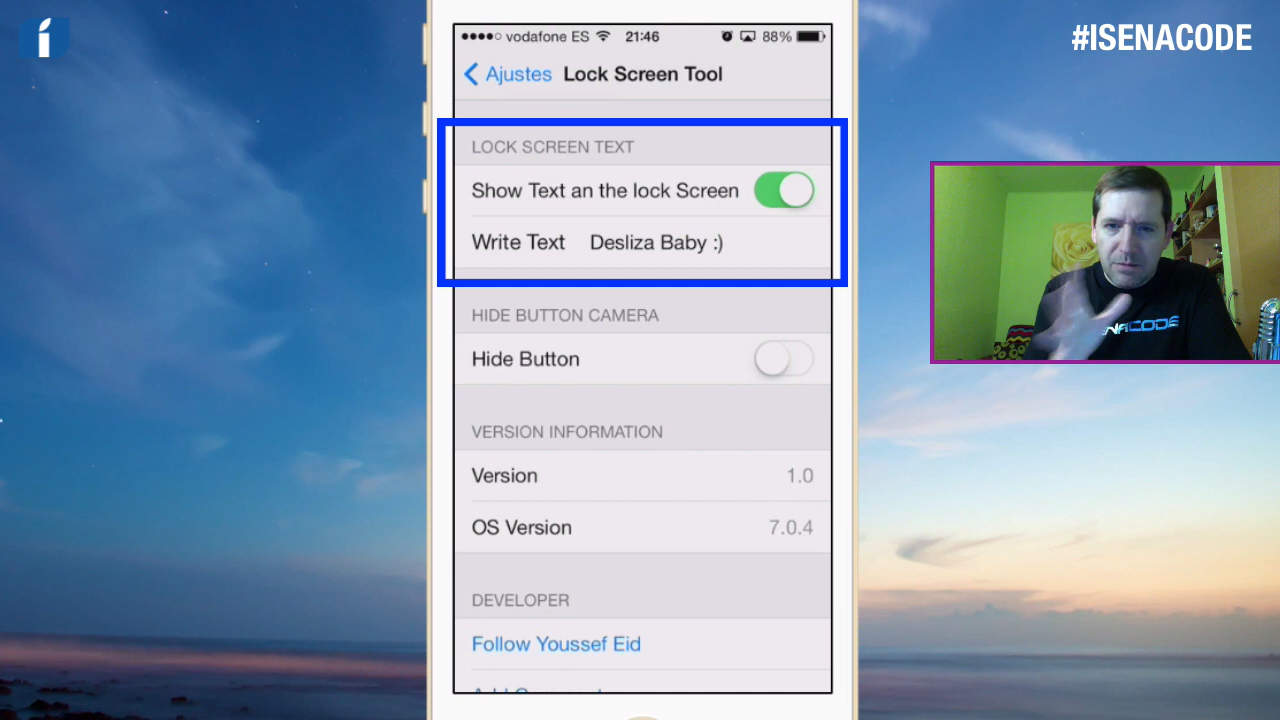 #ISENACODE
vodafone ES 21:46 88%
Ajustes Lock Screen Tool
LOCK SCREEN TEXT
Show Text an the lock Screen
Write Text Desliza Baby :)
HIDE BUTTON CAMERA
Hide Button
VERSION INFORMATION
Version 1.0
OS Version 7.0.4
DEVELOPER
Follow Youssef Eid